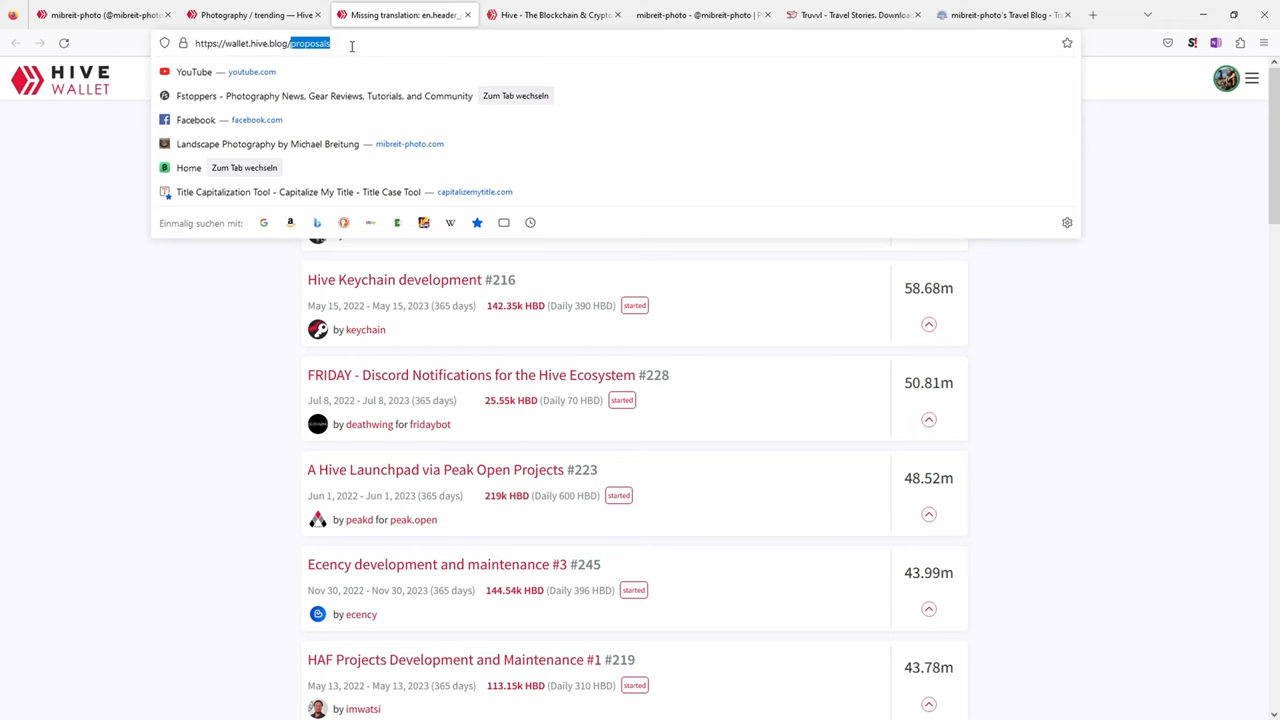 mibreit-photo (@mibreit-photo
Photography / trending — Hive
Missing translation: en.header_
Hive - The Blockchain & Crypto
mibreit-photo - @mibreit-photo | P
Truvvl - Travel Stories. Download
mibreit-photo's Travel Blog - Tra
https://wallet.hive.blog/proposals
HIVE
WALLET
YouTube — youtube.com
Fstoppers - Photography News, Gear Reviews, Tutorials, and Community Zum Tab wechseln
Facebook — facebook.com
Landscape Photography by Michael Breitung — mibreit-photo.com
Home Zum Tab wechseln
Title Capitalization Tool - Capitalize My Title - Title Case Tool — capitalizemytitle.com
Einmalig suchen mit:
Hive Keychain development #216
May 15, 2022 - May 15, 2023 (365 days) 142.35k HBD (Daily 390 HBD) started
by keychain
58.68m
FRIDAY - Discord Notifications for the Hive Ecosystem #228
Jul 8, 2022 - Jul 8, 2023 (365 days) 25.55k HBD (Daily 70 HBD) started
by deathwing for fridaybot
50.81m
A Hive Launchpad via Peak Open Projects #223
Jun 1, 2022 - Jun 1, 2023 (365 days) 219k HBD (Daily 600 HBD) started
by peakd for peak.open
48.52m
Ecency development and maintenance #3 #245
Nov 30, 2022 - Nov 30, 2023 (365 days) 144.54k HBD (Daily 396 HBD) started
by ecency
43.99m
HAF Projects Development and Maintenance #1 #219
May 13, 2022 - May 13, 2023 (365 days) 113.15k HBD (Daily 310 HBD) started
by imwatsi
43.78m